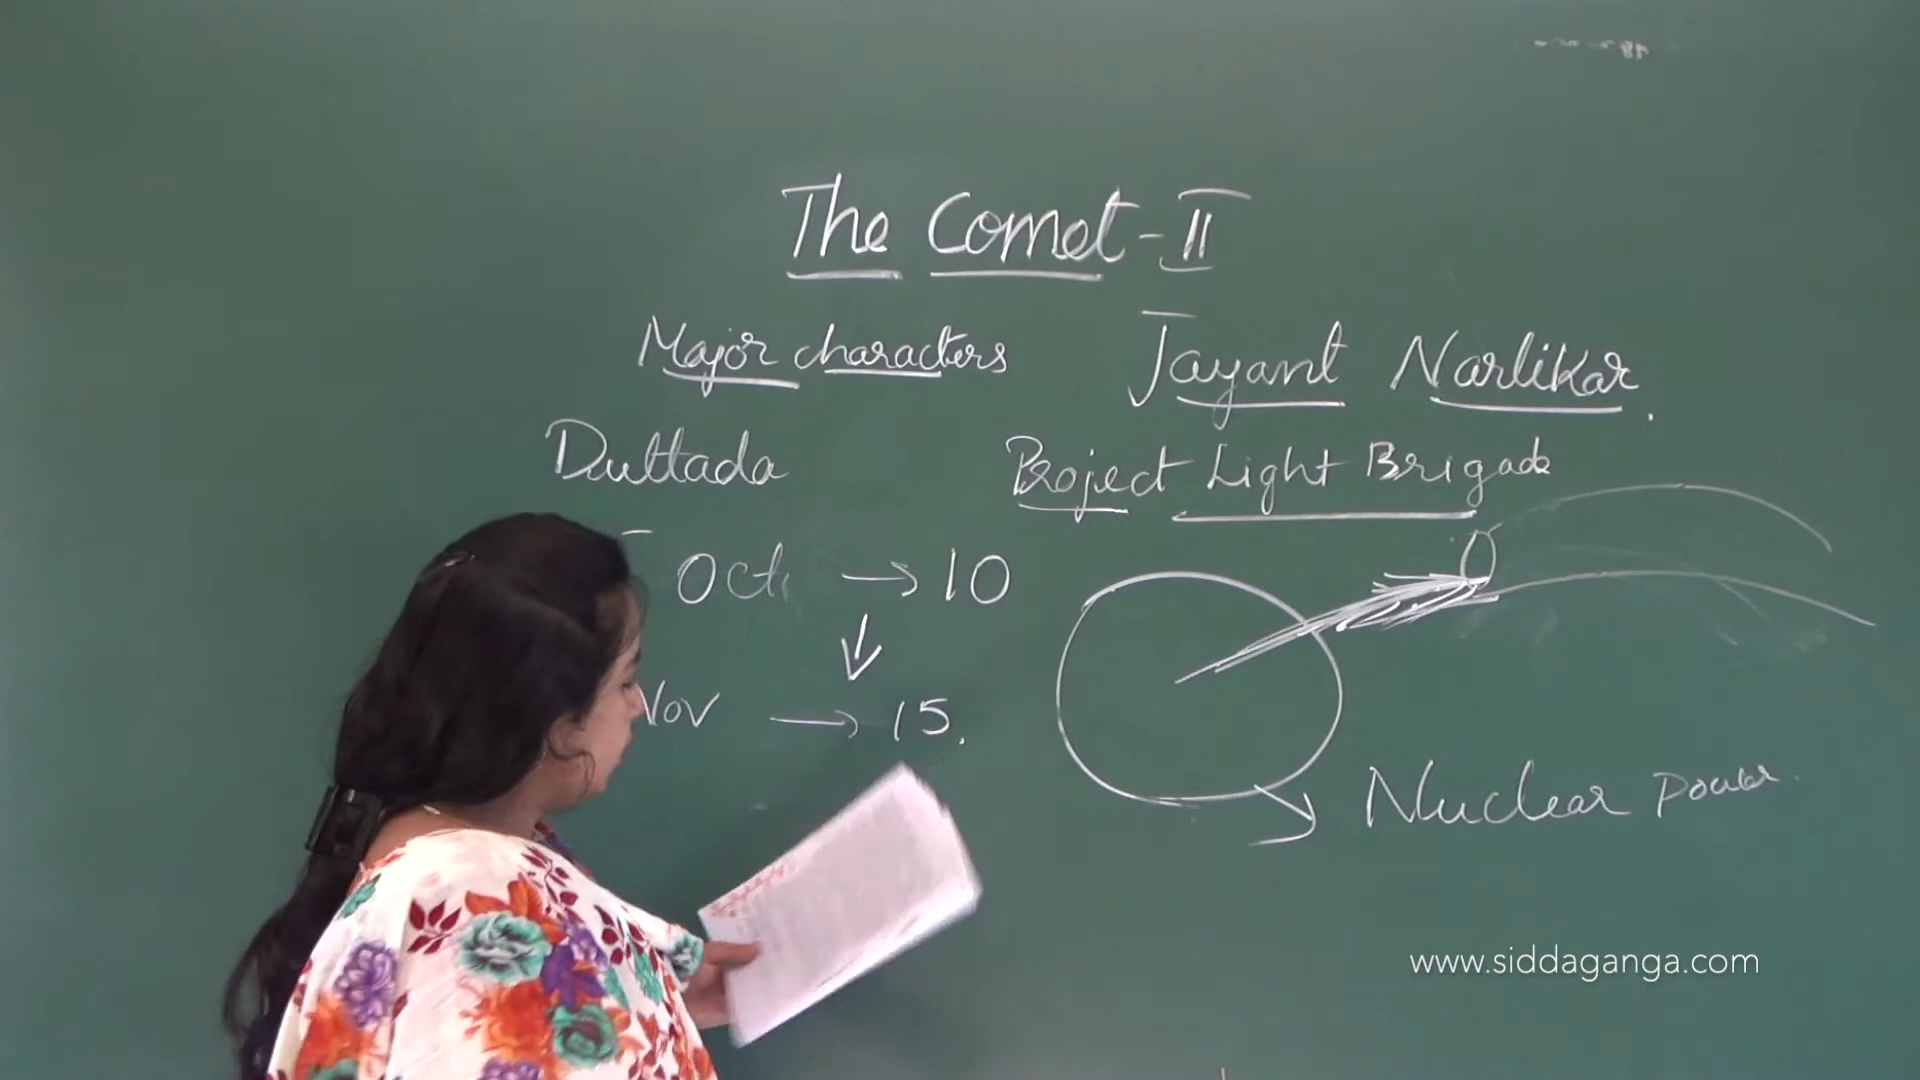 The Comet - II
Major characters
Jayant Narlikar.
Duttada
Project Light Brigade
Oct → 10
↓
Nov → 15.
Nuclear power.
www.siddaganga.com